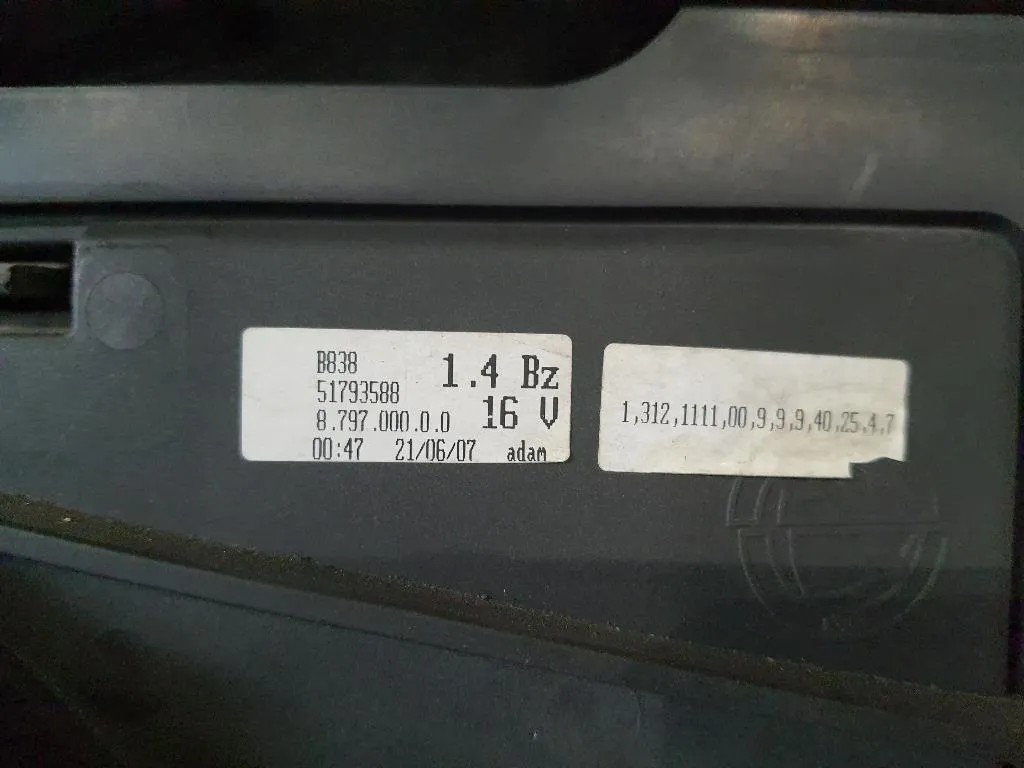 B838
1.4 Bz
51793588
16 V
8.797.000.0.0
00:47 21/06/07 adam
1,312,1111,00,9,9,9,40,25,4,7